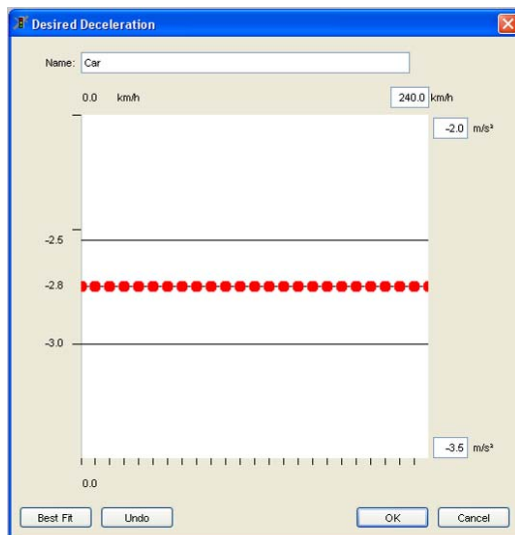 Desired Deceleration
Name: Car
0.0 km/h 240.0 km/h
-2.0 m/s²
-2.5
-2.8
-3.0
-3.5 m/s²
0.0
Best Fit Undo OK Cancel